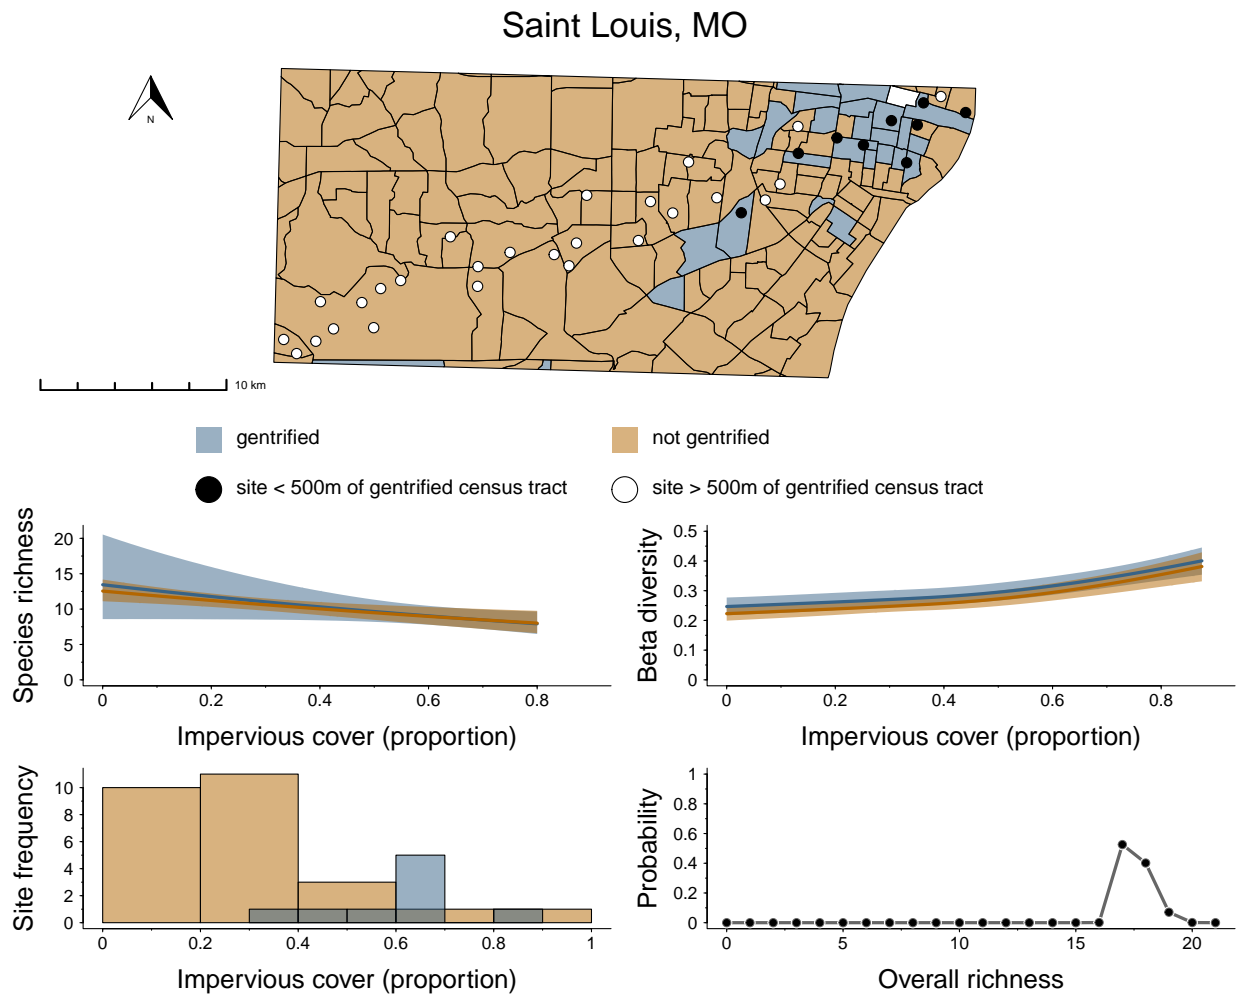 Saint Louis, MO
N
10 km
gentrified
not gentrified
site < 500m of gentrified census tract
site > 500m of gentrified census tract
Species richness
20
15
10
5
0
0
0.2
0.4
0.6
0.8
Impervious cover (proportion)
Beta diversity
0.5
0.4
0.3
0.2
0.1
0
0
0.2
0.4
0.6
0.8
Impervious cover (proportion)
Site frequency
10
8
6
4
2
0
0
0.2
0.4
0.6
0.8
1
Impervious cover (proportion)
Probability
1
0.8
0.6
0.4
0.2
0
0
5
10
15
20
Overall richness